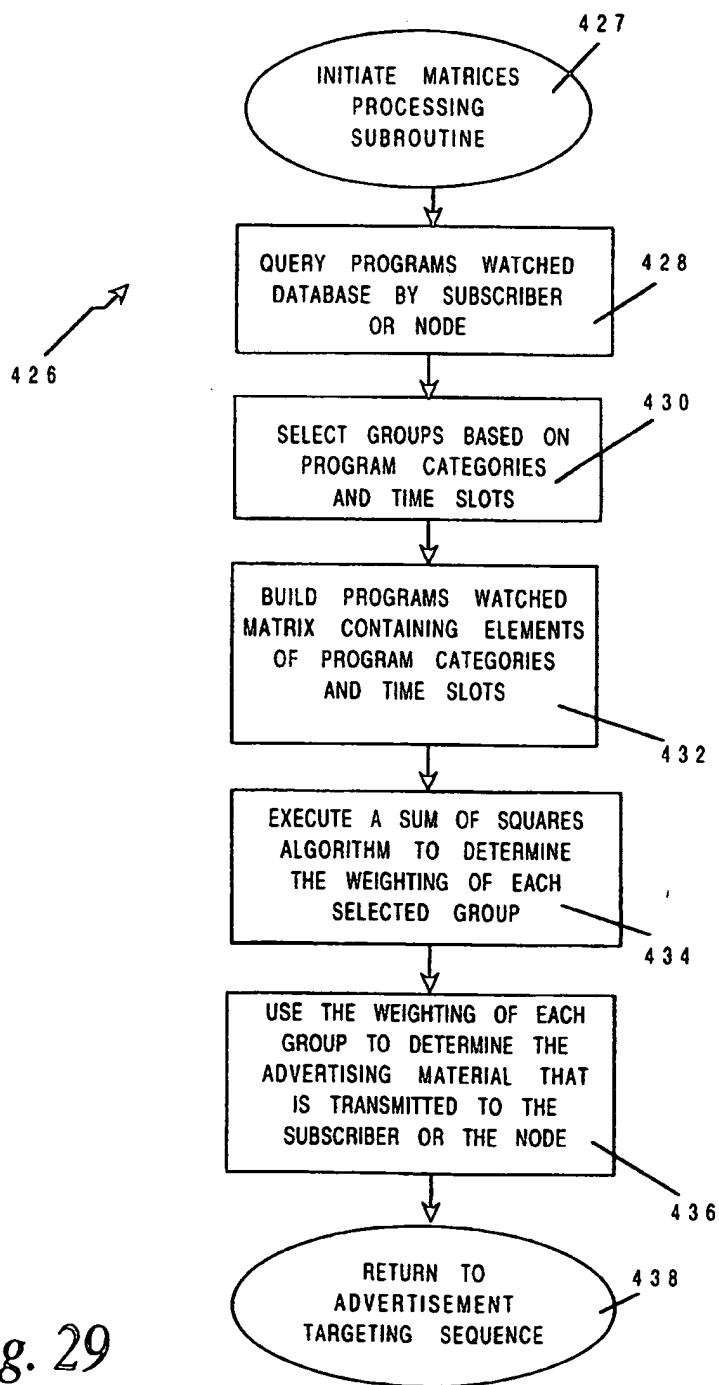 427
INITIATE MATRICES
PROCESSING
SUBROUTINE
QUERY PROGRAMS WATCHED
DATABASE BY SUBSCRIBER
OR NODE
428
426
430
SELECT GROUPS BASED ON
PROGRAM CATEGORIES
AND TIME SLOTS
BUILD PROGRAMS WATCHED
MATRIX CONTAINING ELEMENTS
OF PROGRAM CATEGORIES
AND TIME SLOTS
432
EXECUTE A SUM OF SQUARES
ALGORITHM TO DETERMINE
THE WEIGHTING OF EACH
SELECTED GROUP
434
USE THE WEIGHTING OF EACH
GROUP TO DETERMINE THE
ADVERTISING MATERIAL THAT
IS TRANSMITTED TO THE
SUBSCRIBER OR THE NODE
436
RETURN TO
ADVERTISEMENT
TARGETING SEQUENCE
438
g. 29